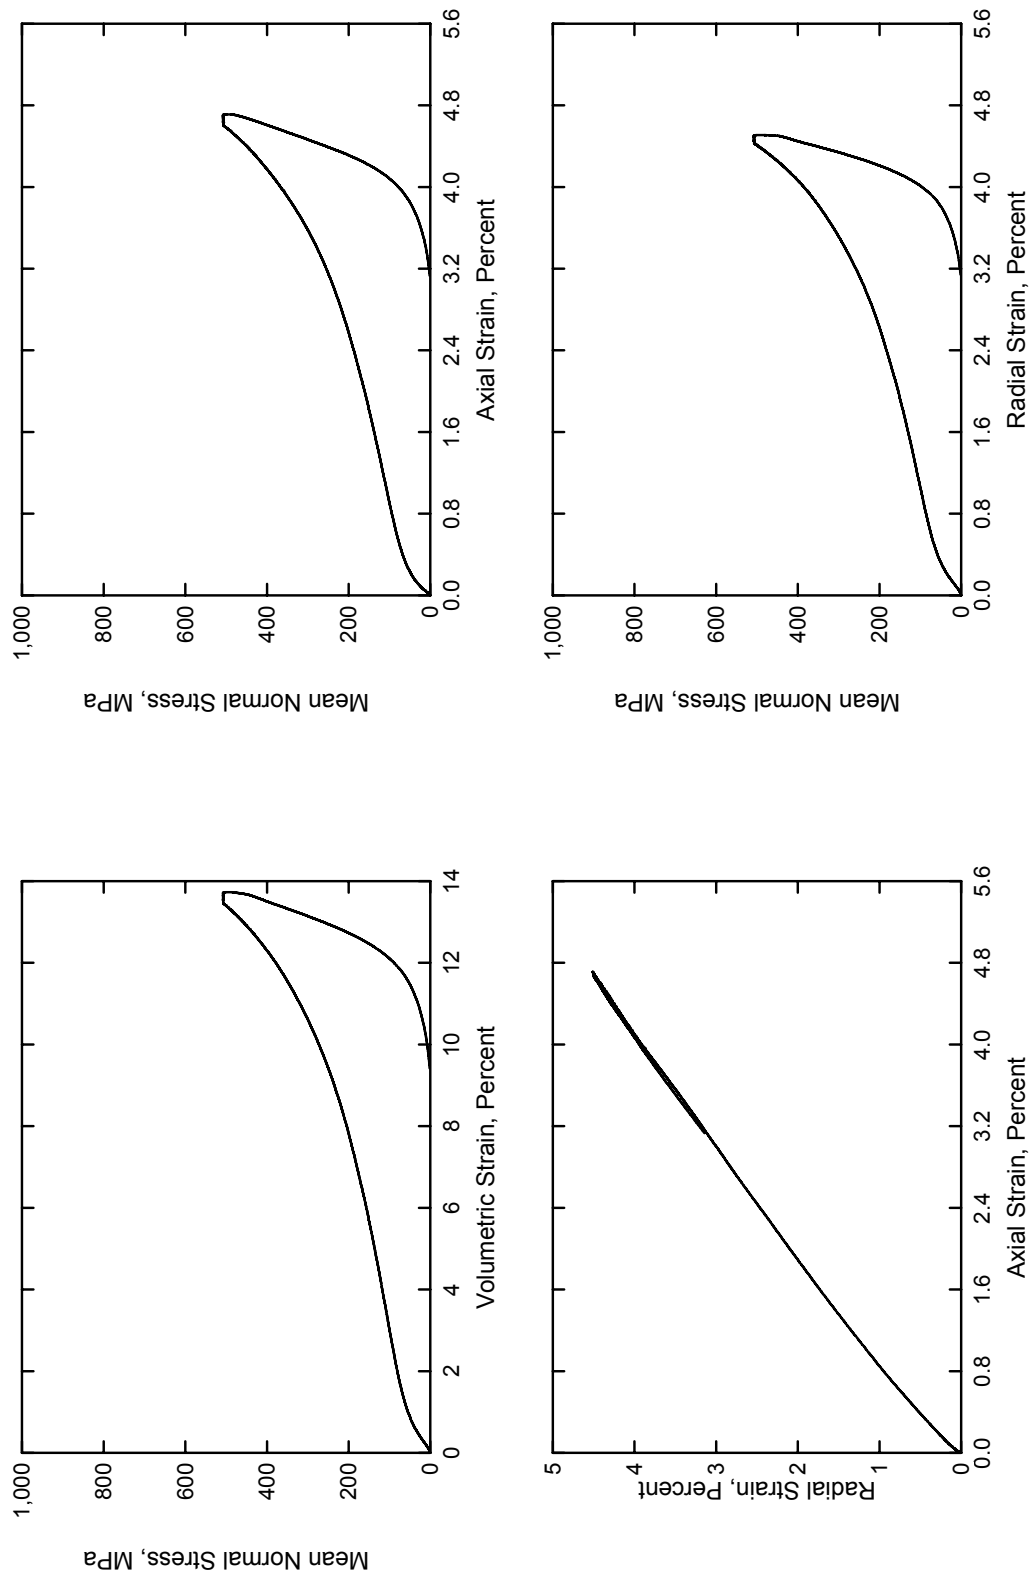 Mean Normal Stress, MPa
1,000
800
600
400
200
0
0 2 4 6 8 10 12 14
Volumetric Strain, Percent
Mean Normal Stress, MPa
1,000
800
600
400
200
0
0.0 0.8 1.6 2.4 3.2 4.0 4.8 5.6
Axial Strain, Percent
Radial Strain, Percent
5
4
3
2
1
0
0.0 0.8 1.6 2.4 3.2 4.0 4.8 5.6
Axial Strain, Percent
Mean Normal Stress, MPa
1,000
800
600
400
200
0
0.0 0.8 1.6 2.4 3.2 4.0 4.8 5.6
Radial Strain, Percent